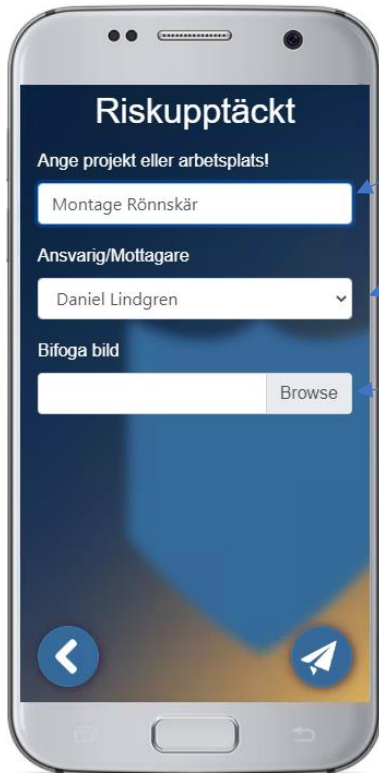 Riskupptäckt
Ange projekt eller arbetsplats!
Montage Rönnskär
Ansvarig/Mottagare
Daniel Lindgren
Bifoga bild
Browse